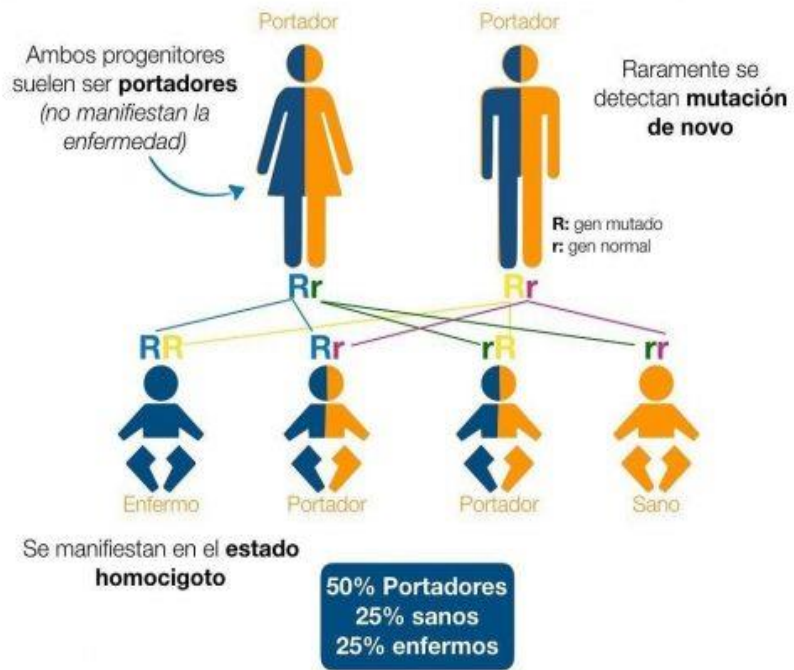 Portador
Portador
Ambos progenitores
suelen ser portadores
(no manifiestan la
enfermedad)
Raramente se
detectan mutación
de novo
R: gen mutado
r: gen normal
Rr
Rr
RR
Rr
rR
rr
Enfermo
Portador
Portador
Sano
Se manifiestan en el estado
homocigoto
50% Portadores
25% sanos
25% enfermos